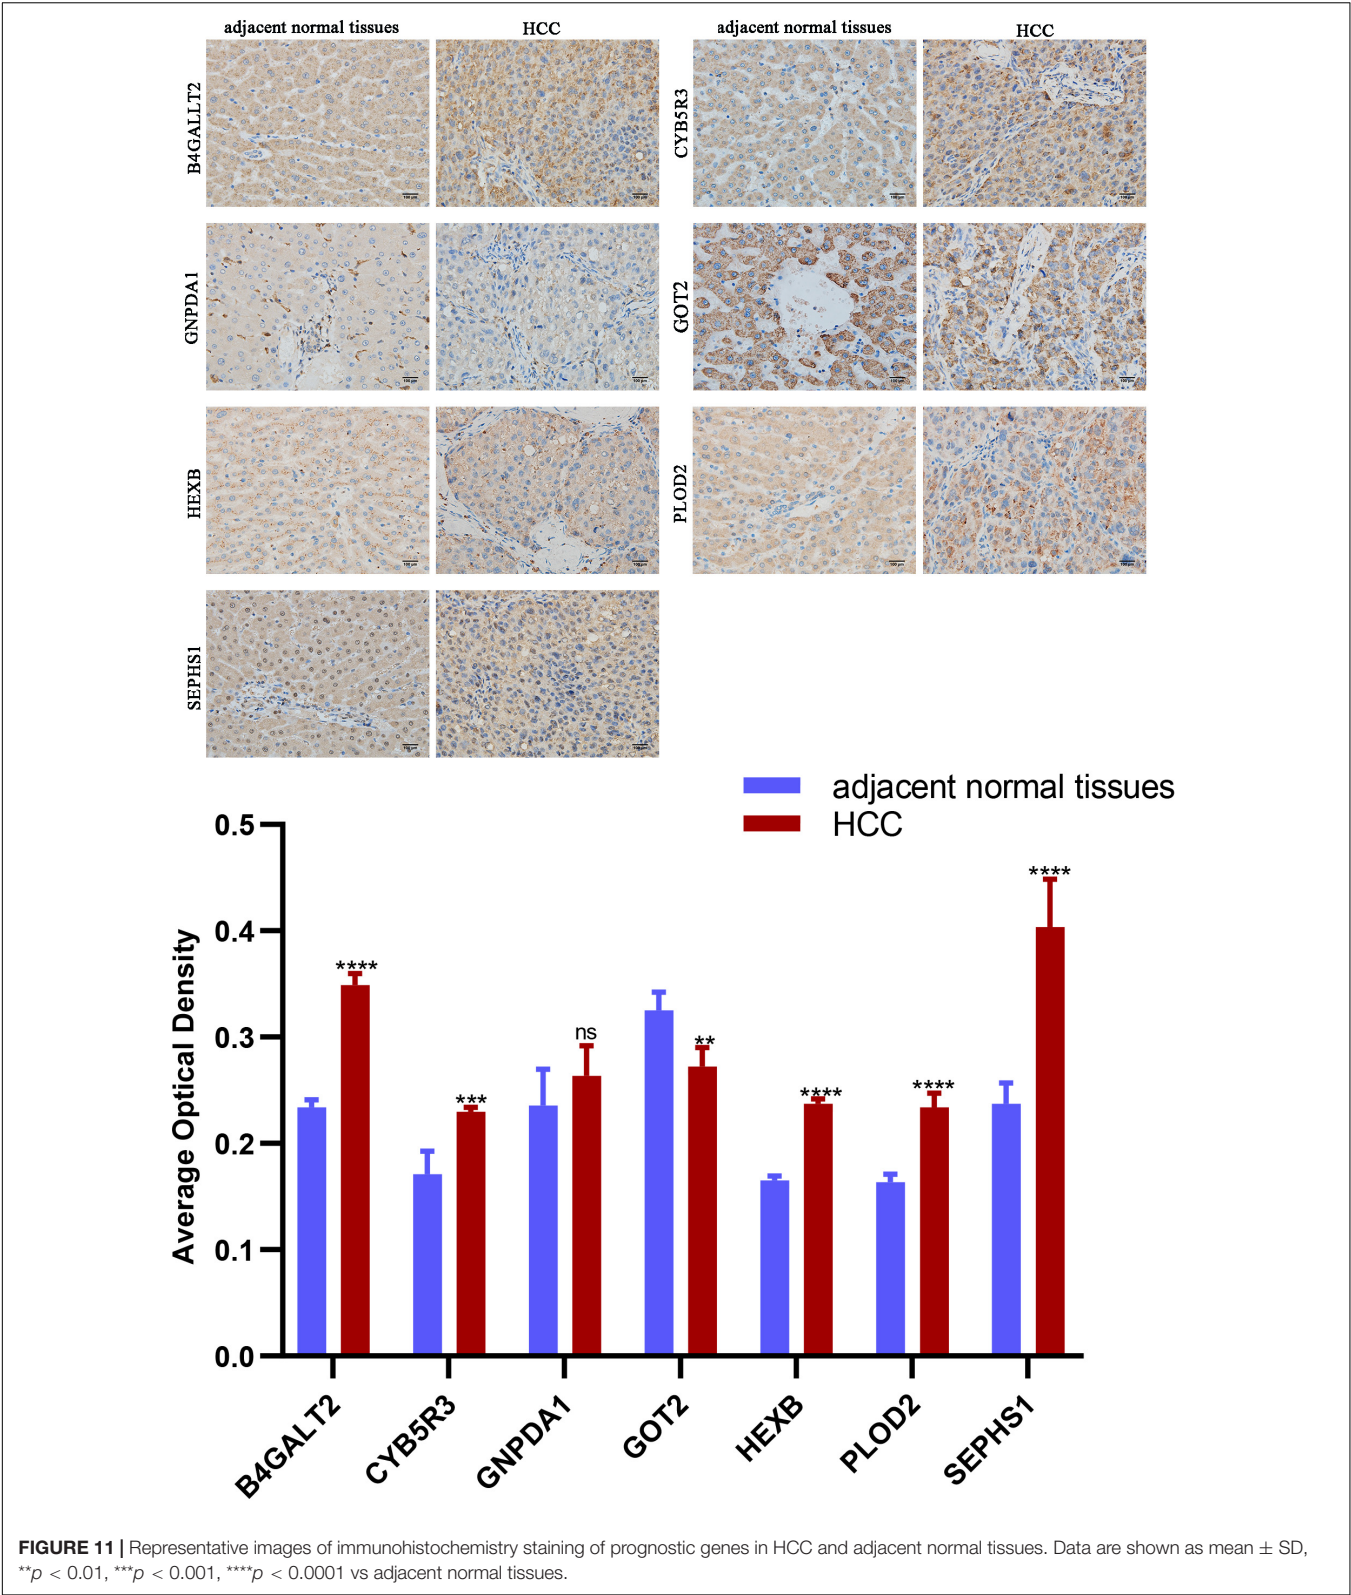 adjacent normal tissues HCC adjacent normal tissues HCC
B4GALLT2 CYB5R3
GNPDA1 GOT2
HEXB PLOD2
SEPHS1
adjacent normal tissues
HCC
Average Optical Density
0.5
0.4
0.3
0.2
0.1
0.0
**** *** ns ** **** **** ****
B4GALT2 CYB5R3 GNPDA1 GOT2 HEXB PLOD2 SEPHS1
FIGURE 11 | Representative images of immunohistochemistry staining of prognostic genes in HCC and adjacent normal tissues. Data are shown as mean ± SD,
**p < 0.01, ***p < 0.001, ****p < 0.0001 vs adjacent normal tissues.